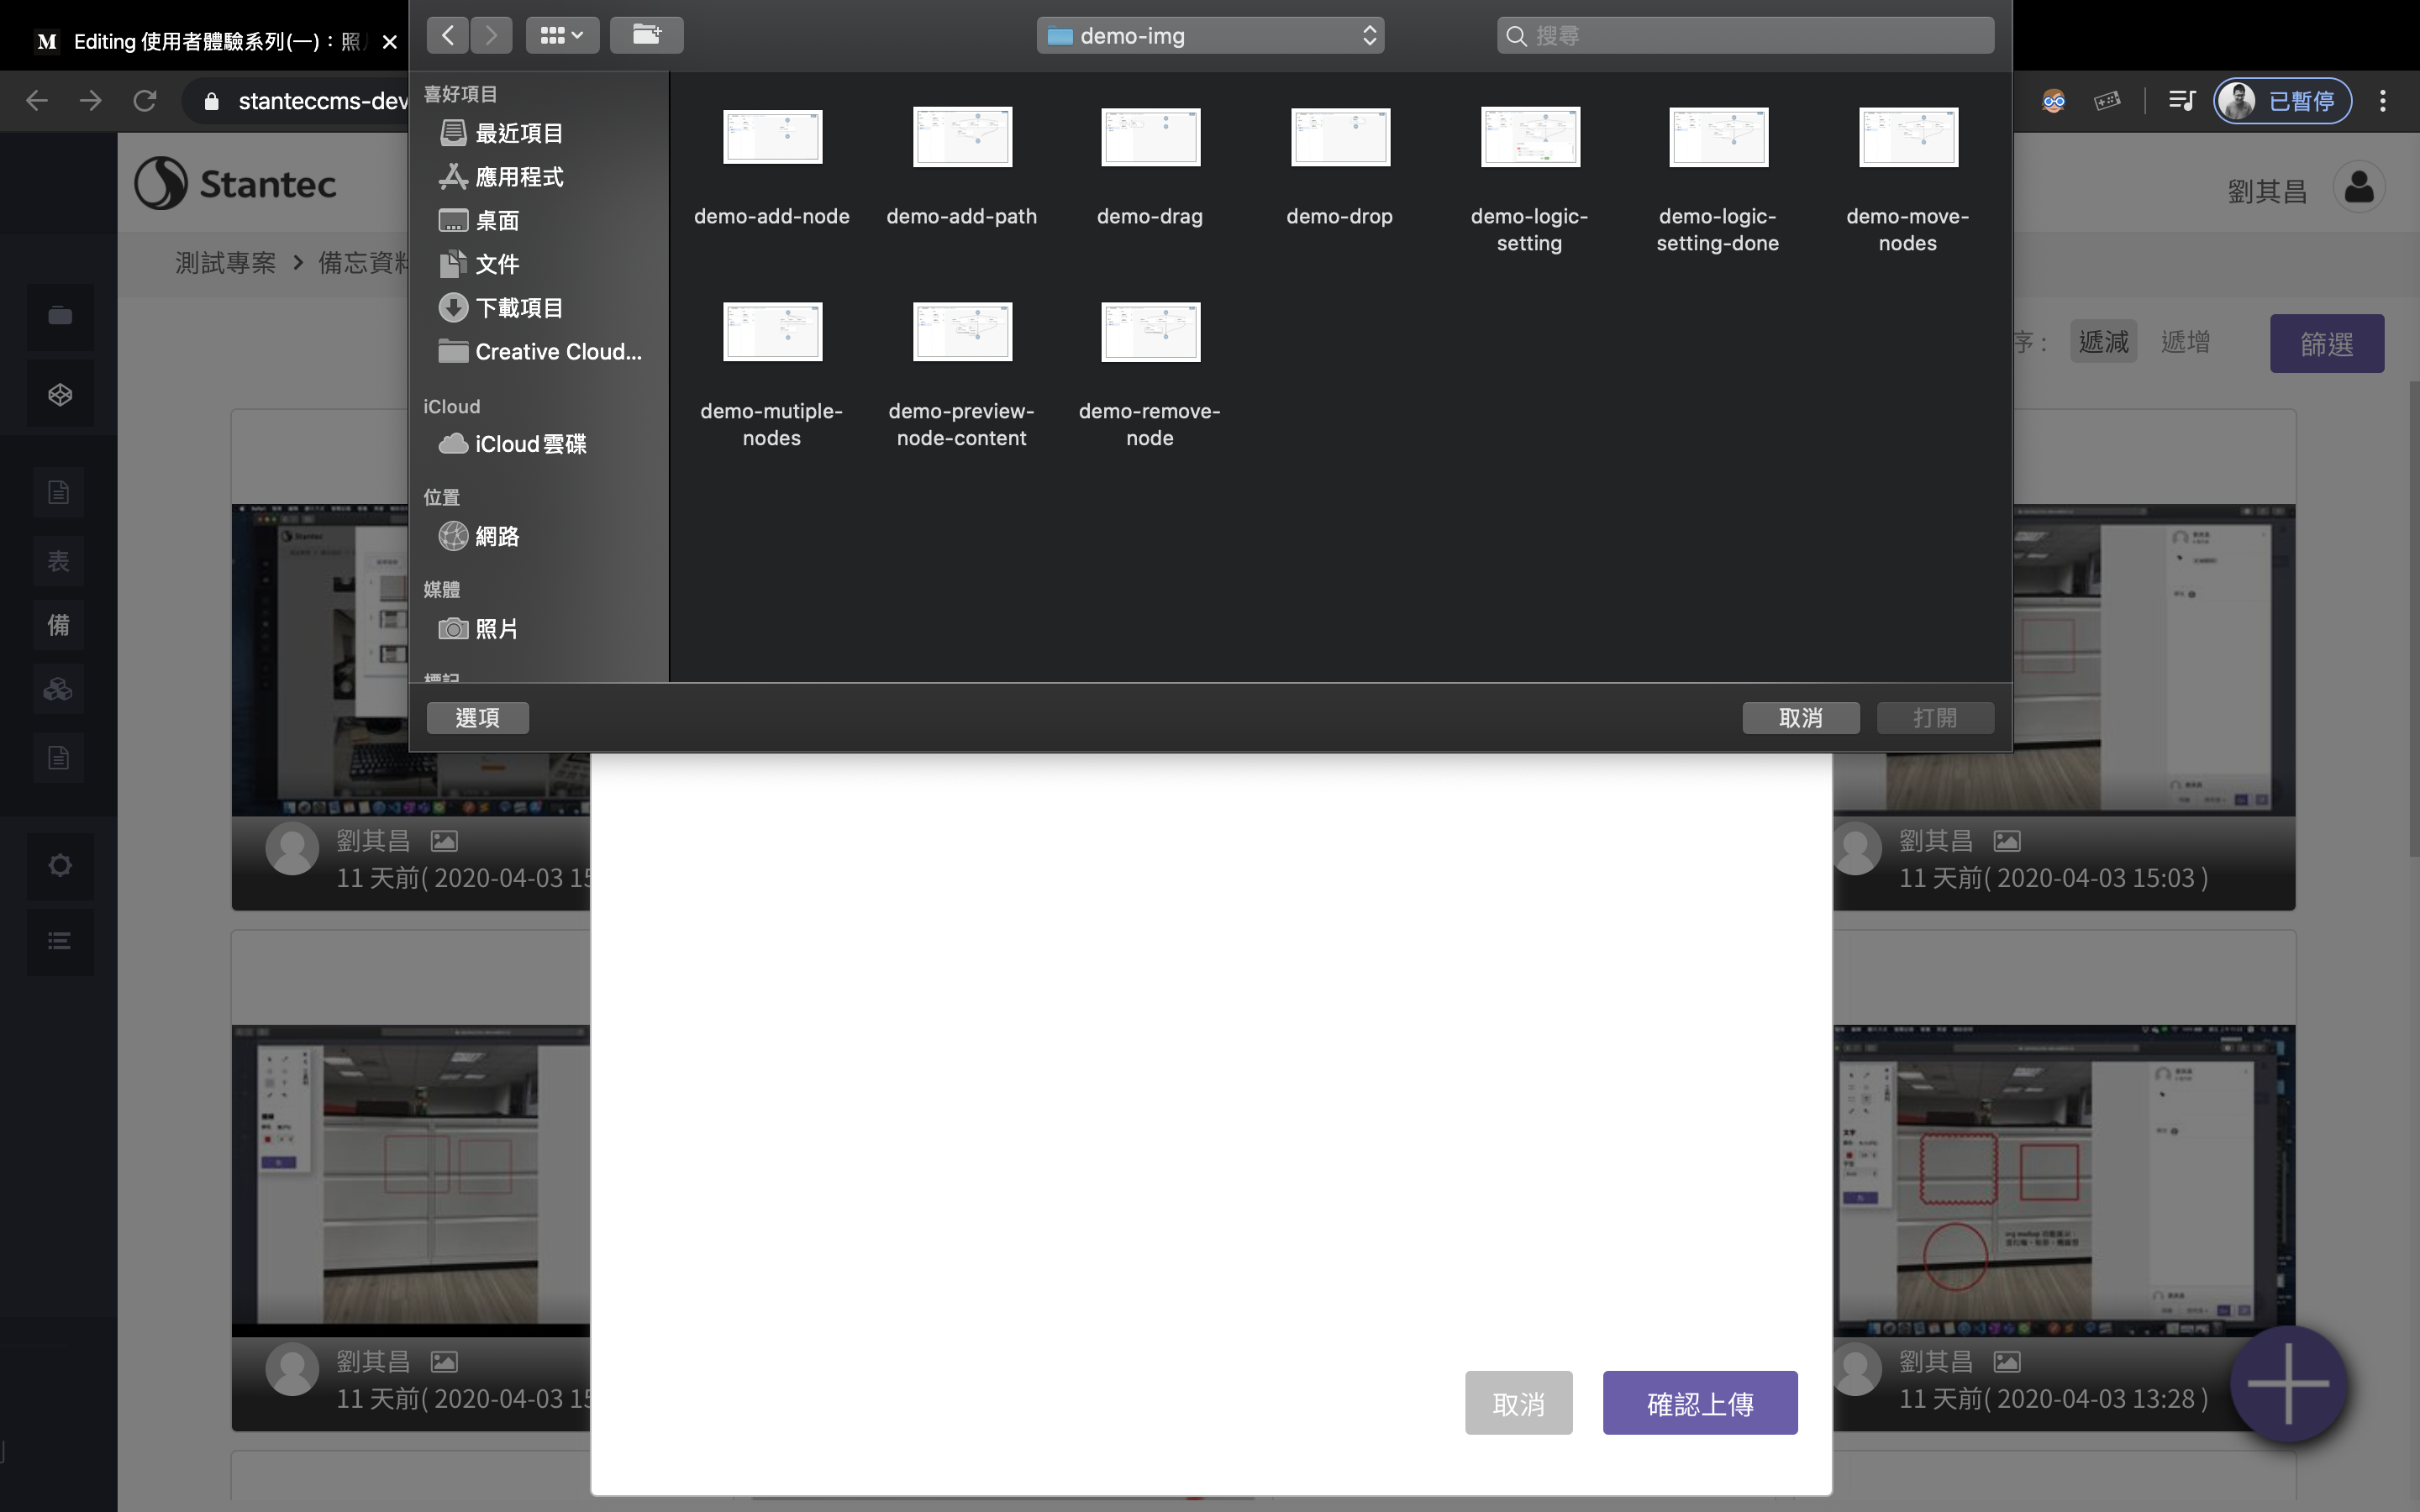 Editing 使用者體驗系列(一)：照
demo-img
搜尋
stanteccms-dev
已暫停
喜好項目
最近項目
應用程式
桌面
文件
下載項目
Creative Cloud...
iCloud
iCloud 雲碟
位置
網路
媒體
照片
demo-add-node
demo-add-path
demo-drag
demo-drop
demo-logic-
setting
demo-logic-
setting-done
demo-move-
nodes
demo-mutiple-
nodes
demo-preview-
node-content
demo-remove-
node
選項
取消
打開
Stantec
劉其昌
測試專案 > 備忘資料
序：
遞減
遞增
篩選
表
備
劉其昌
11 天前( 2020-04-03 15
劉其昌
11 天前( 2020-04-03 15:03 )
劉其昌
11 天前( 2020-04-03 15
劉其昌
11 天前( 2020-04-03 13:28 )
取消
確認上傳